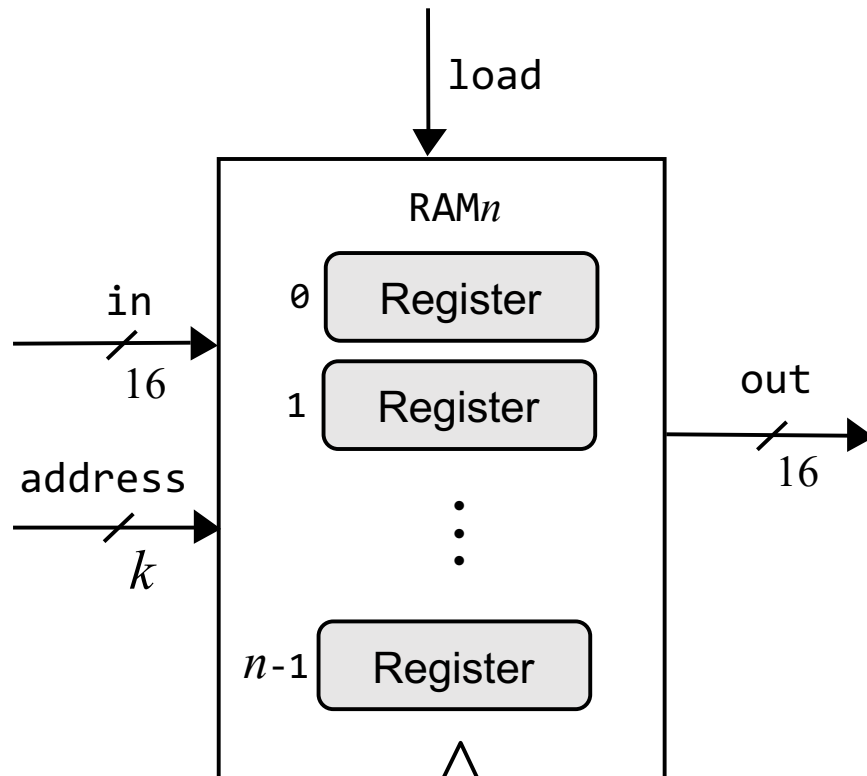 load
RAMn
0 Register
in
16
1 Register
out
16
address
k
n-1 Register